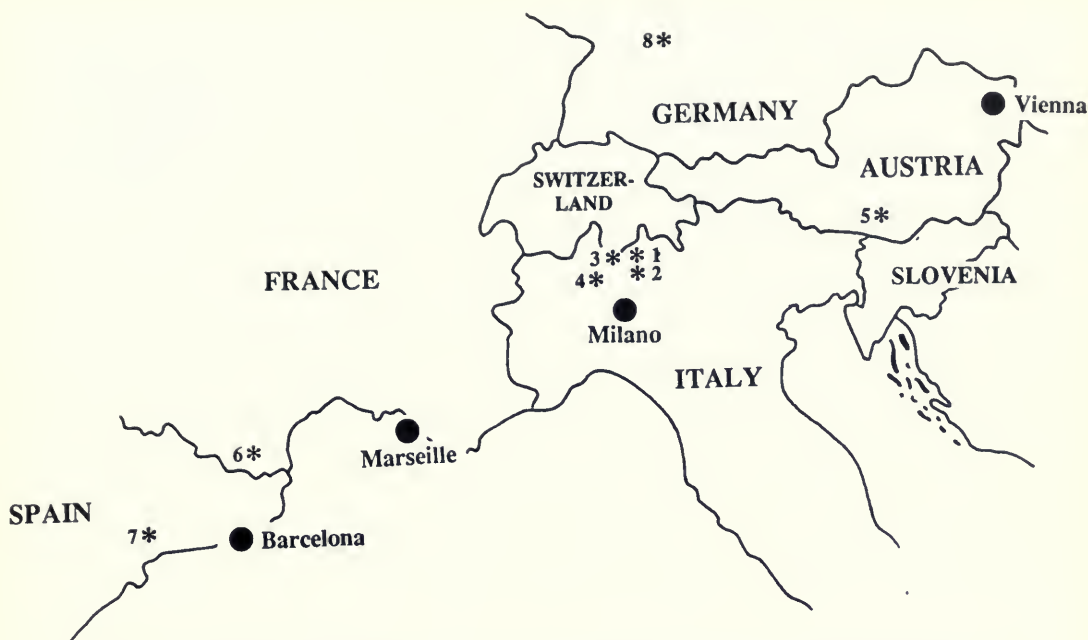 8*
GERMANY
Vienna
AUSTRIA
SWITZER-
LAND
5*
3* *1
4* *2
SLOVENIA
FRANCE
Milano
ITALY
Marseille
6*
SPAIN
7*
Barcelona